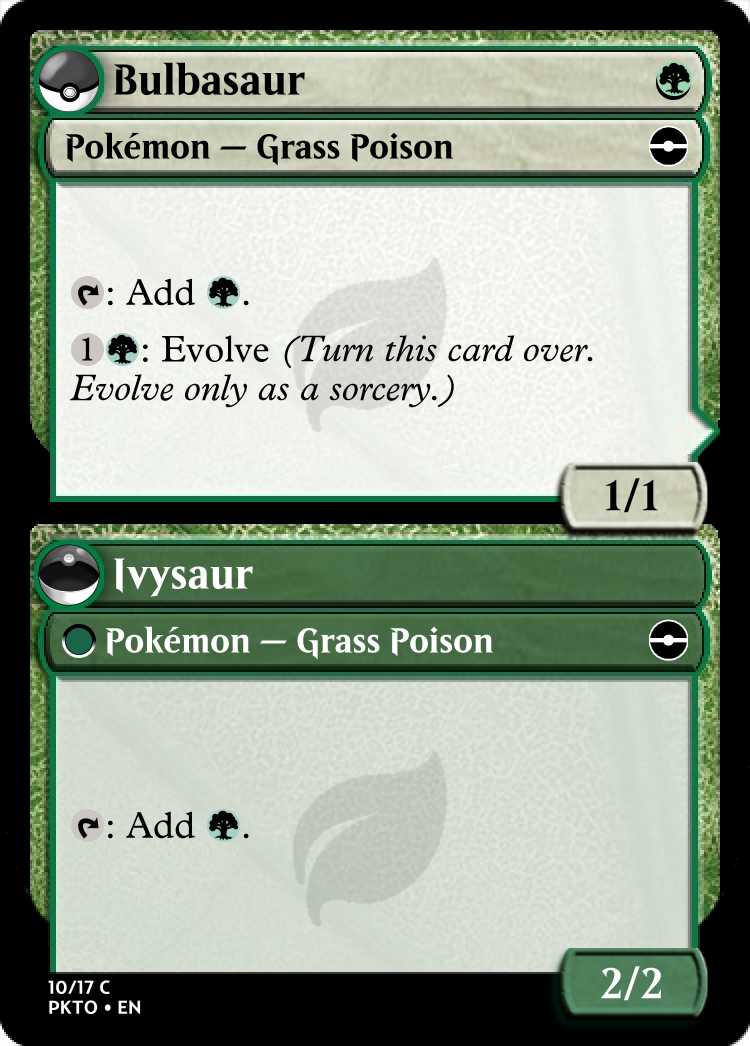 Bulbasaur
Pokémon — Grass Poison
: Add .
1: Evolve (Turn this card over.
Evolve only as a sorcery.)
1/1
Ivysaur
Pokémon — Grass Poison
: Add .
2/2
10/17 C
PKTO • EN